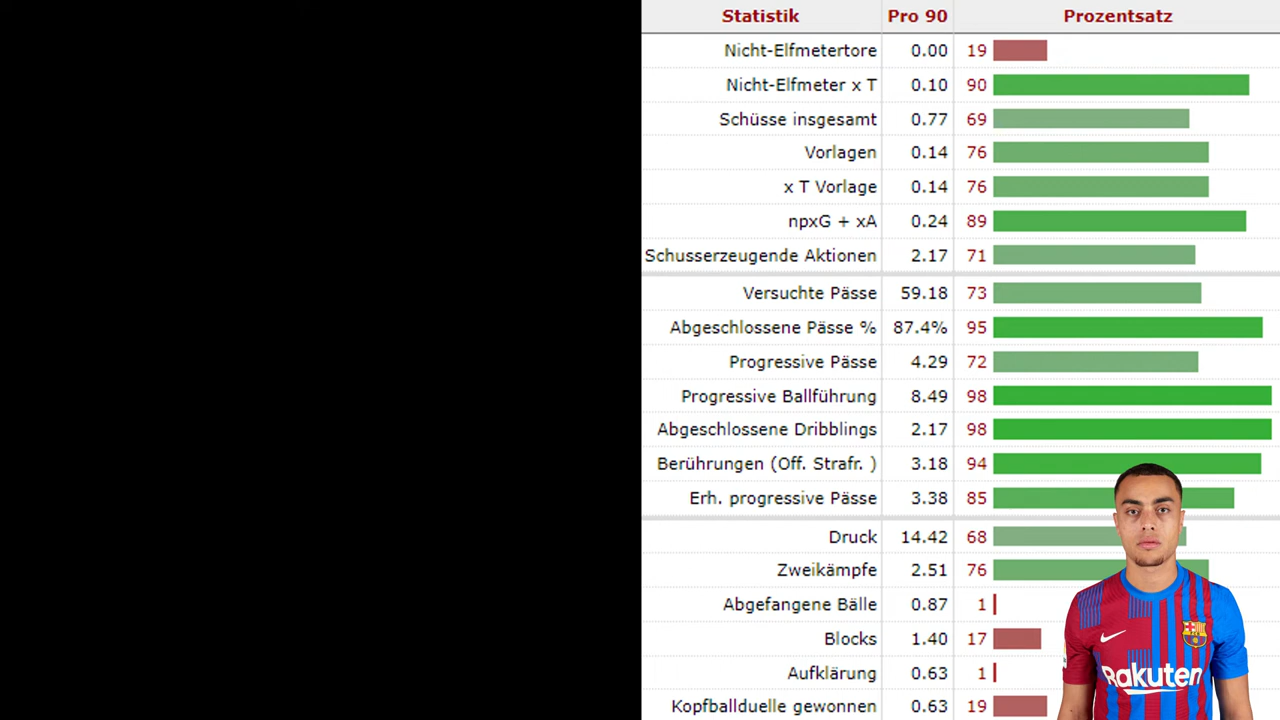 Statistik Pro 90 Prozentsatz
Nicht-Elfmetertore 0.00 19
Nicht-Elfmeter x T 0.10 90
Schüsse insgesamt 0.77 69
Vorlagen 0.14 76
x T Vorlage 0.14 76
npxG + xA 0.24 89
Schusserzeugende Aktionen 2.17 71
Versuchte Pässe 59.18 73
Abgeschlossene Pässe % 87.4% 95
Progressive Pässe 4.29 72
Progressive Ballführung 8.49 98
Abgeschlossene Dribblings 2.17 98
Berührungen (Off. Strafr. ) 3.18 94
Erh. progressive Pässe 3.38 85
Druck 14.42 68
Zweikämpfe 2.51 76
Abgefangene Bälle 0.87 1
Blocks 1.40 17
Aufklärung 0.63 1
Kopfballduelle gewonnen 0.63 19
Rakuten